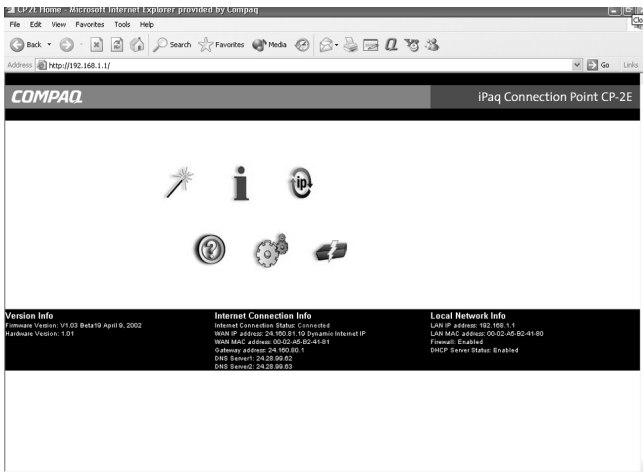 CP2E Home - Microsoft Internet Explorer provided by Compaq
Clo
File Edit View Favorites Tools Help
Back Search Favorites Media
Address http://192.168.1.1/ Go Links
COMPAQ iPaq Connection Point CP-2E
i ip
?
Version Info
Firmware Version: V1.03 Beta19 April 9, 2002
Hardware Version: 1.01
Internet Connection Info
Internet Connection Status: Connected
WAN IP address: 24.160.81.19 Dynamic Internet IP
WAN MAC address: 00-02-A5-B2-41-81
Gateway address: 24.160.80.1
DNS Server1: 24.28.99.62
DNS Server2: 24.28.99.63
Local Network Info
LAN IP address: 192.168.1.1
LAN MAC address: 00-02-A5-B2-41-80
Firewall: Enabled
DHCP Server Status: Enabled